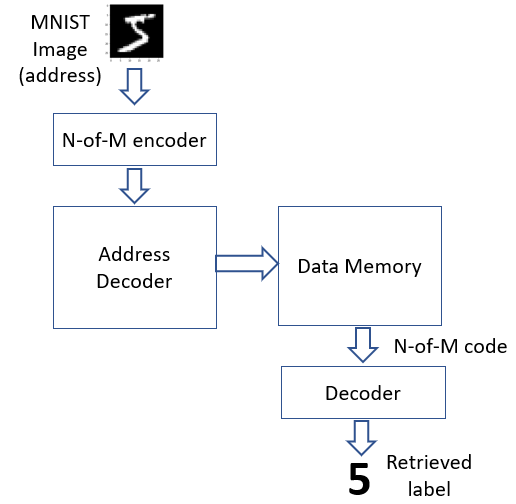 MNIST
Image
(address)
N-of-M encoder
Address
Decoder
Data Memory
N-of-M code
Decoder
5
Retrieved
label